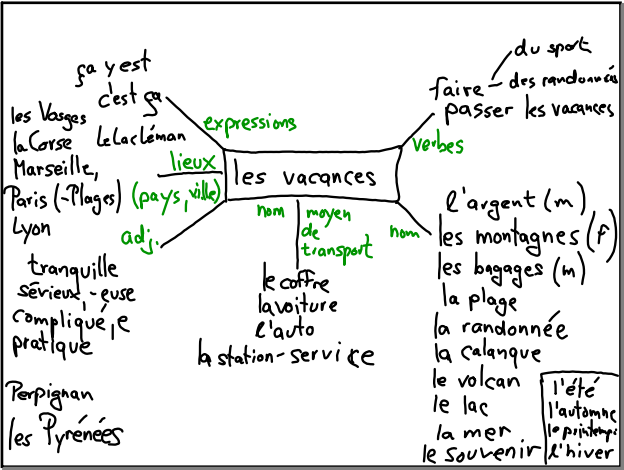 les vacances
expressions
ça y est
c'est ça
lieux
(pays, ville)
les Vosges
la Corse
Le Lac Léman
Marseille,
Paris (-Plages)
Lyon
adj.
tranquille
sérieux, -euse
compliqué, e
pratique
Perpignan
les Pyrénées
nom
moyen
de
transport
le coffre
la voiture
l'auto
la station-service
verbes
faire
du sport
des randonnées
passer les vacances
nom
l'argent (m)
les montagnes (f)
les bagages (m)
la plage
la randonnée
la calanque
le volcan
le lac
la mer
le souvenir
l'été
l'automne
le printemps
l'hiver